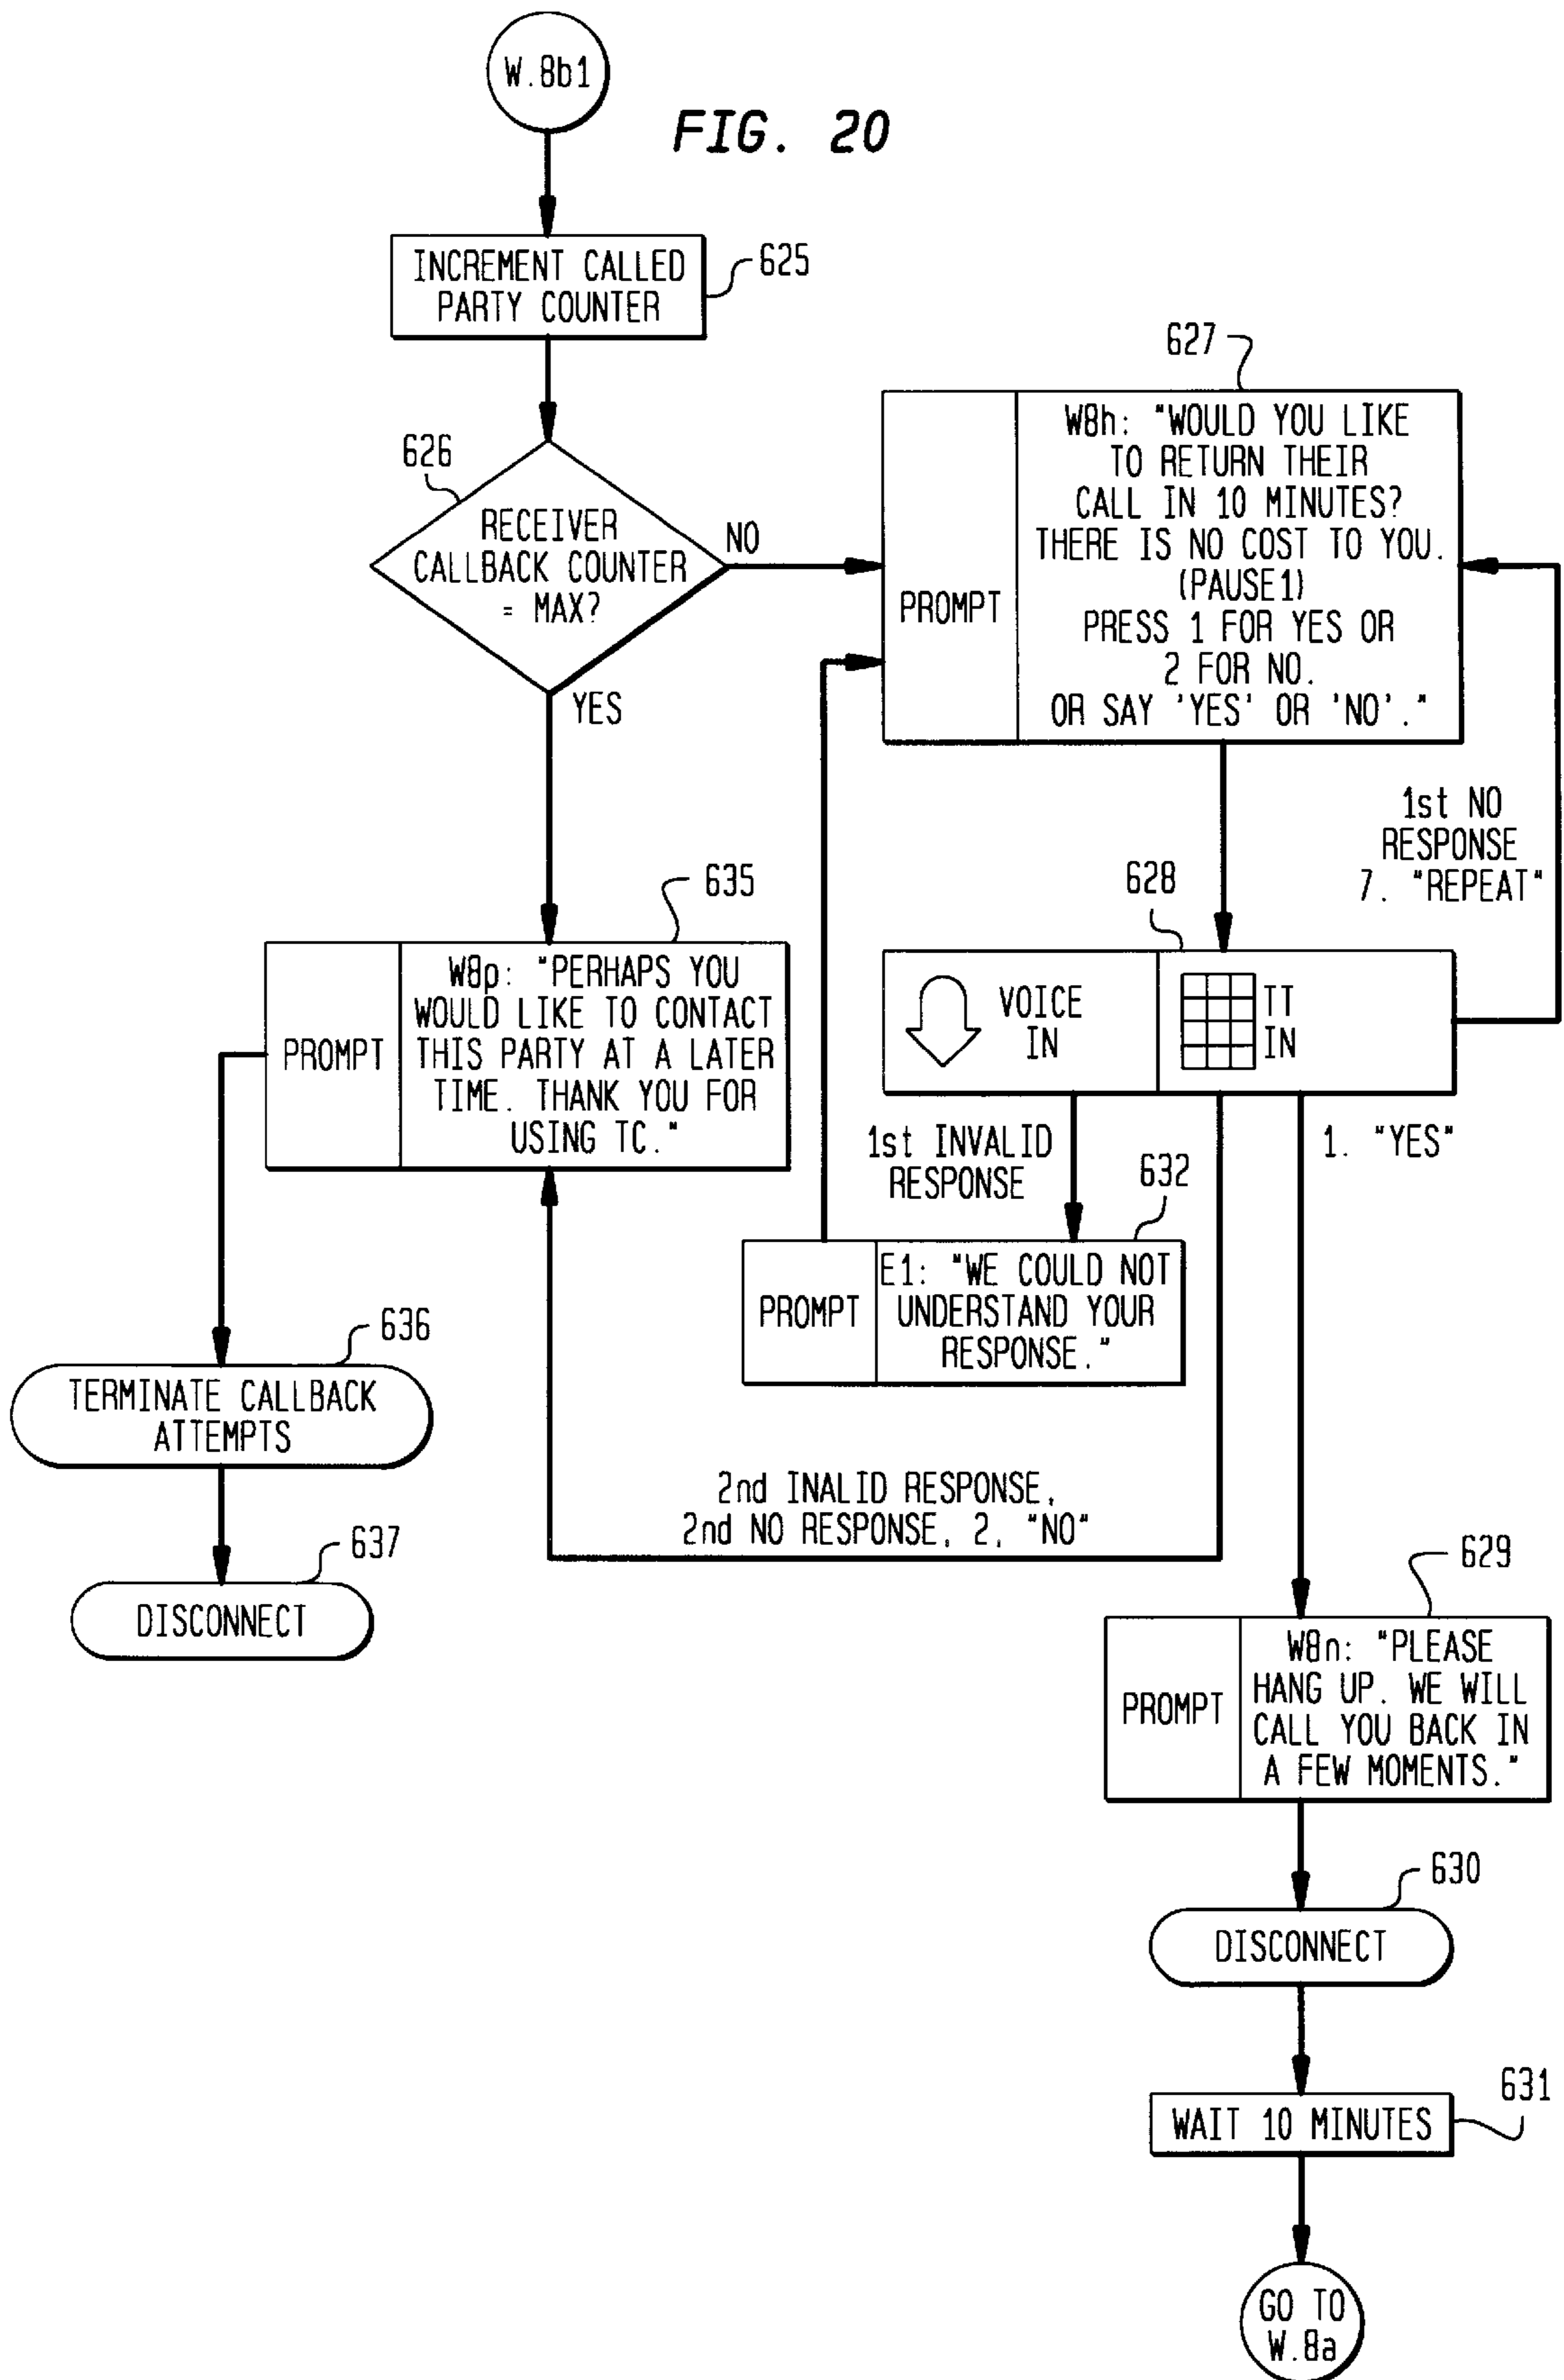 W.8b1
FIG. 20
INCREMENT CALLED
PARTY COUNTER
625
627
626
RECEIVER
CALLBACK COUNTER
= MAX?
NO
YES
PROMPT
W8h: "WOULD YOU LIKE
TO RETURN THEIR
CALL IN 10 MINUTES?
THERE IS NO COST TO YOU.
(PAUSE1)
PRESS 1 FOR YES OR
2 FOR NO.
OR SAY 'YES' OR 'NO'."
1st NO
RESPONSE
7. "REPEAT"
635
628
PROMPT
W8p: "PERHAPS YOU
WOULD LIKE TO CONTACT
THIS PARTY AT A LATER
TIME. THANK YOU FOR
USING TC."
VOICE
IN
TT
IN
1st INVALID
RESPONSE
1. "YES"
632
PROMPT
E1: "WE COULD NOT
UNDERSTAND YOUR
RESPONSE."
636
TERMINATE CALLBACK
ATTEMPTS
2nd INALID RESPONSE,
2nd NO RESPONSE, 2, "NO"
637
DISCONNECT
629
PROMPT
W8n: "PLEASE
HANG UP. WE WILL
CALL YOU BACK IN
A FEW MOMENTS."
630
DISCONNECT
631
WAIT 10 MINUTES
GO TO
W.8a